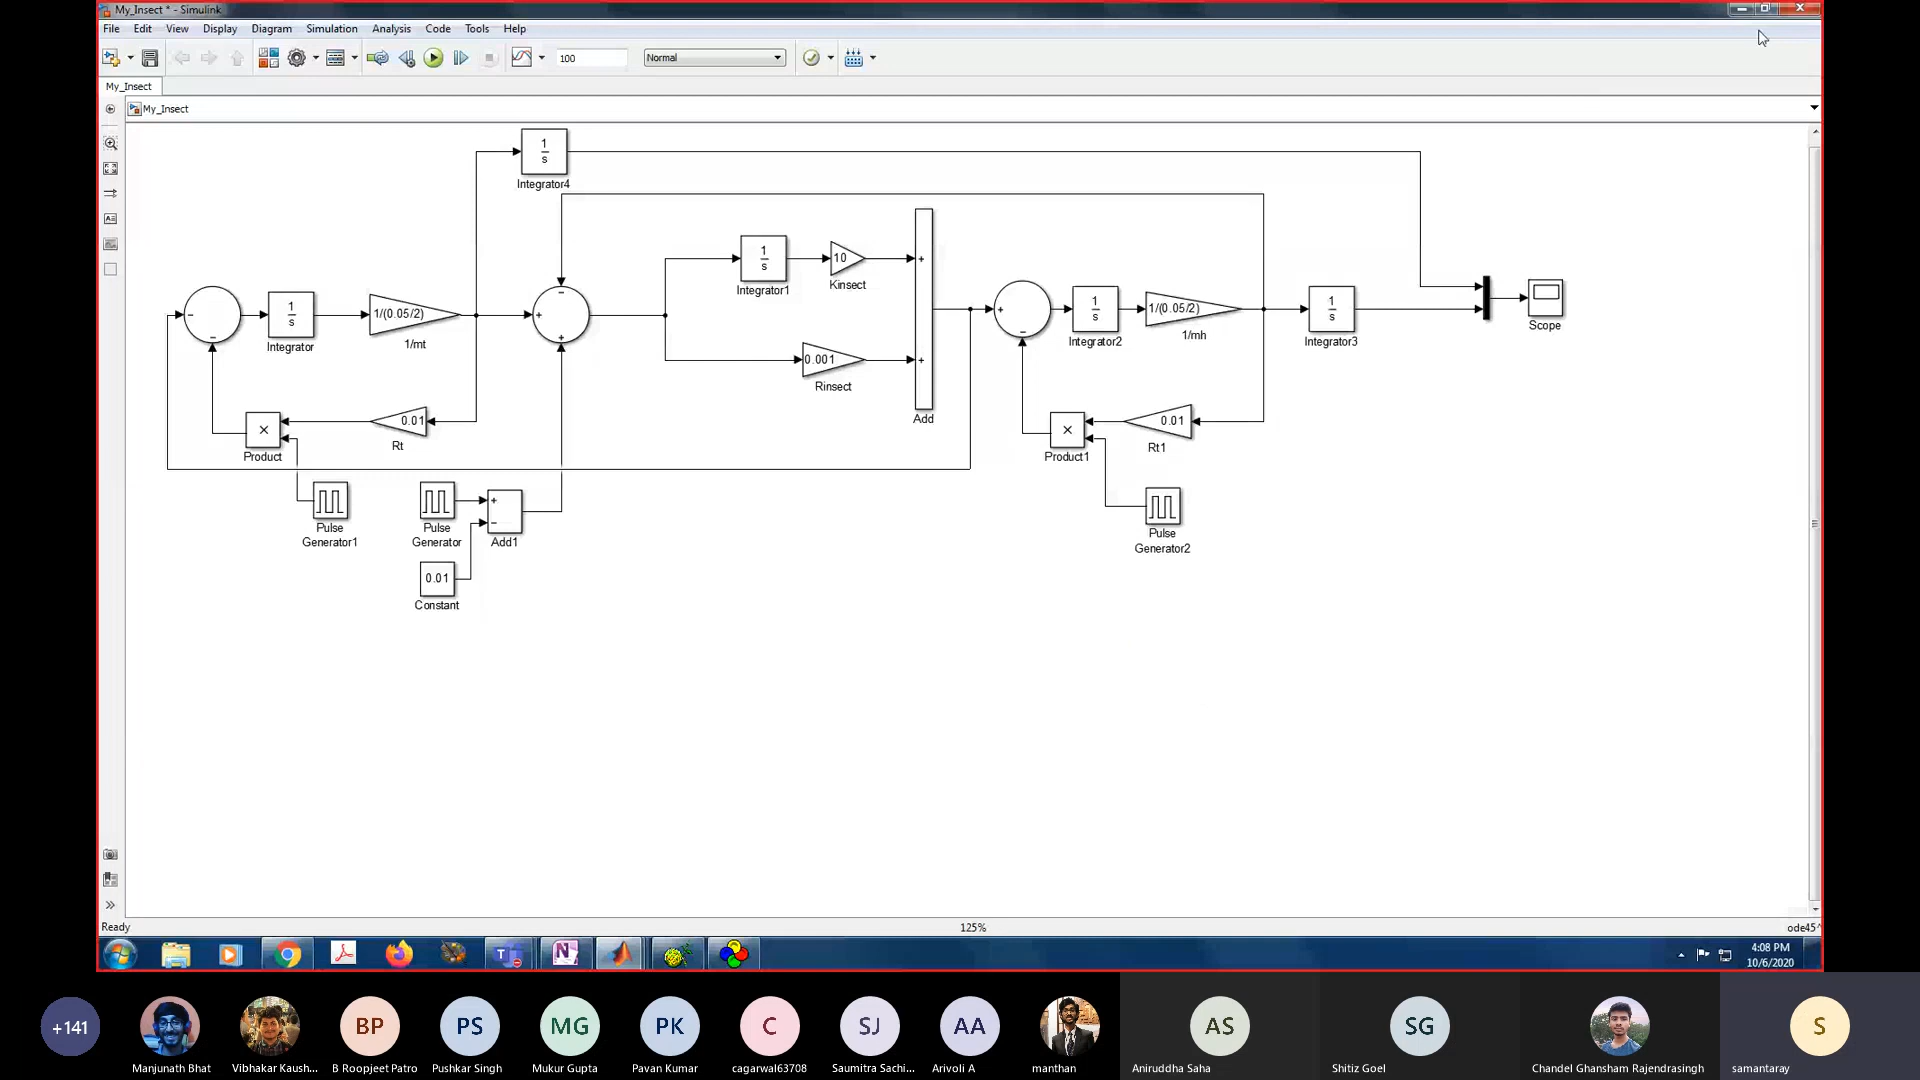 My_Insect * - Simulink
File Edit View Display Diagram Simulation Analysis Code Tools Help
100 Normal
My_Insect
My_Insect
1
s
Integrator4
1
s
Integrator1
10
Kinsect
+
+
Add
−
1
s
Integrator
1/(0.05/2)
1/mt
−
+
+
0.001
Rinsect
+
−
1
s
Integrator2
1/(0.05/2)
1/mh
1
s
Integrator3
Scope
−
×
Product
0.01
Rt
×
Product1
0.01
Rt1
Pulse
Generator1
Pulse
Generator
+
−
Add1
Pulse
Generator2
0.01
Constant
Ready 125% ode45
4:08 PM
10/6/2020
+141 BP PS MG PK C SJ AA AS SG S
Manjunath Bhat Vibhakar Kaush... B Roopjeet Patro Pushkar Singh Mukur Gupta Pavan Kumar cagarwal63708 Saumitra Sachi... Arivoli A manthan Aniruddha Saha Shitiz Goel Chandel Ghansham Rajendrasingh samantaray